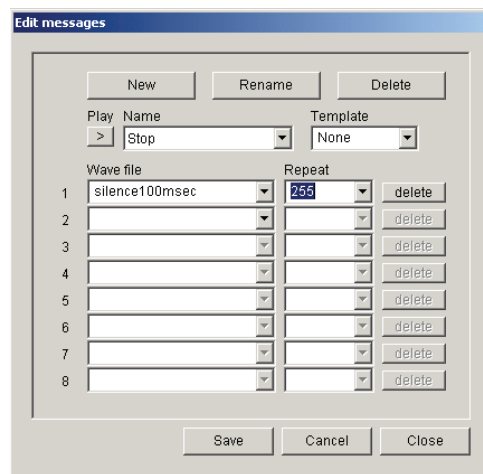 Edit messages
New Rename Delete
Play Name Template
> Stop None
Wave file Repeat
1 silence100msec 255 delete
2 delete
3 delete
4 delete
5 delete
6 delete
7 delete
8 delete
Save Cancel Close